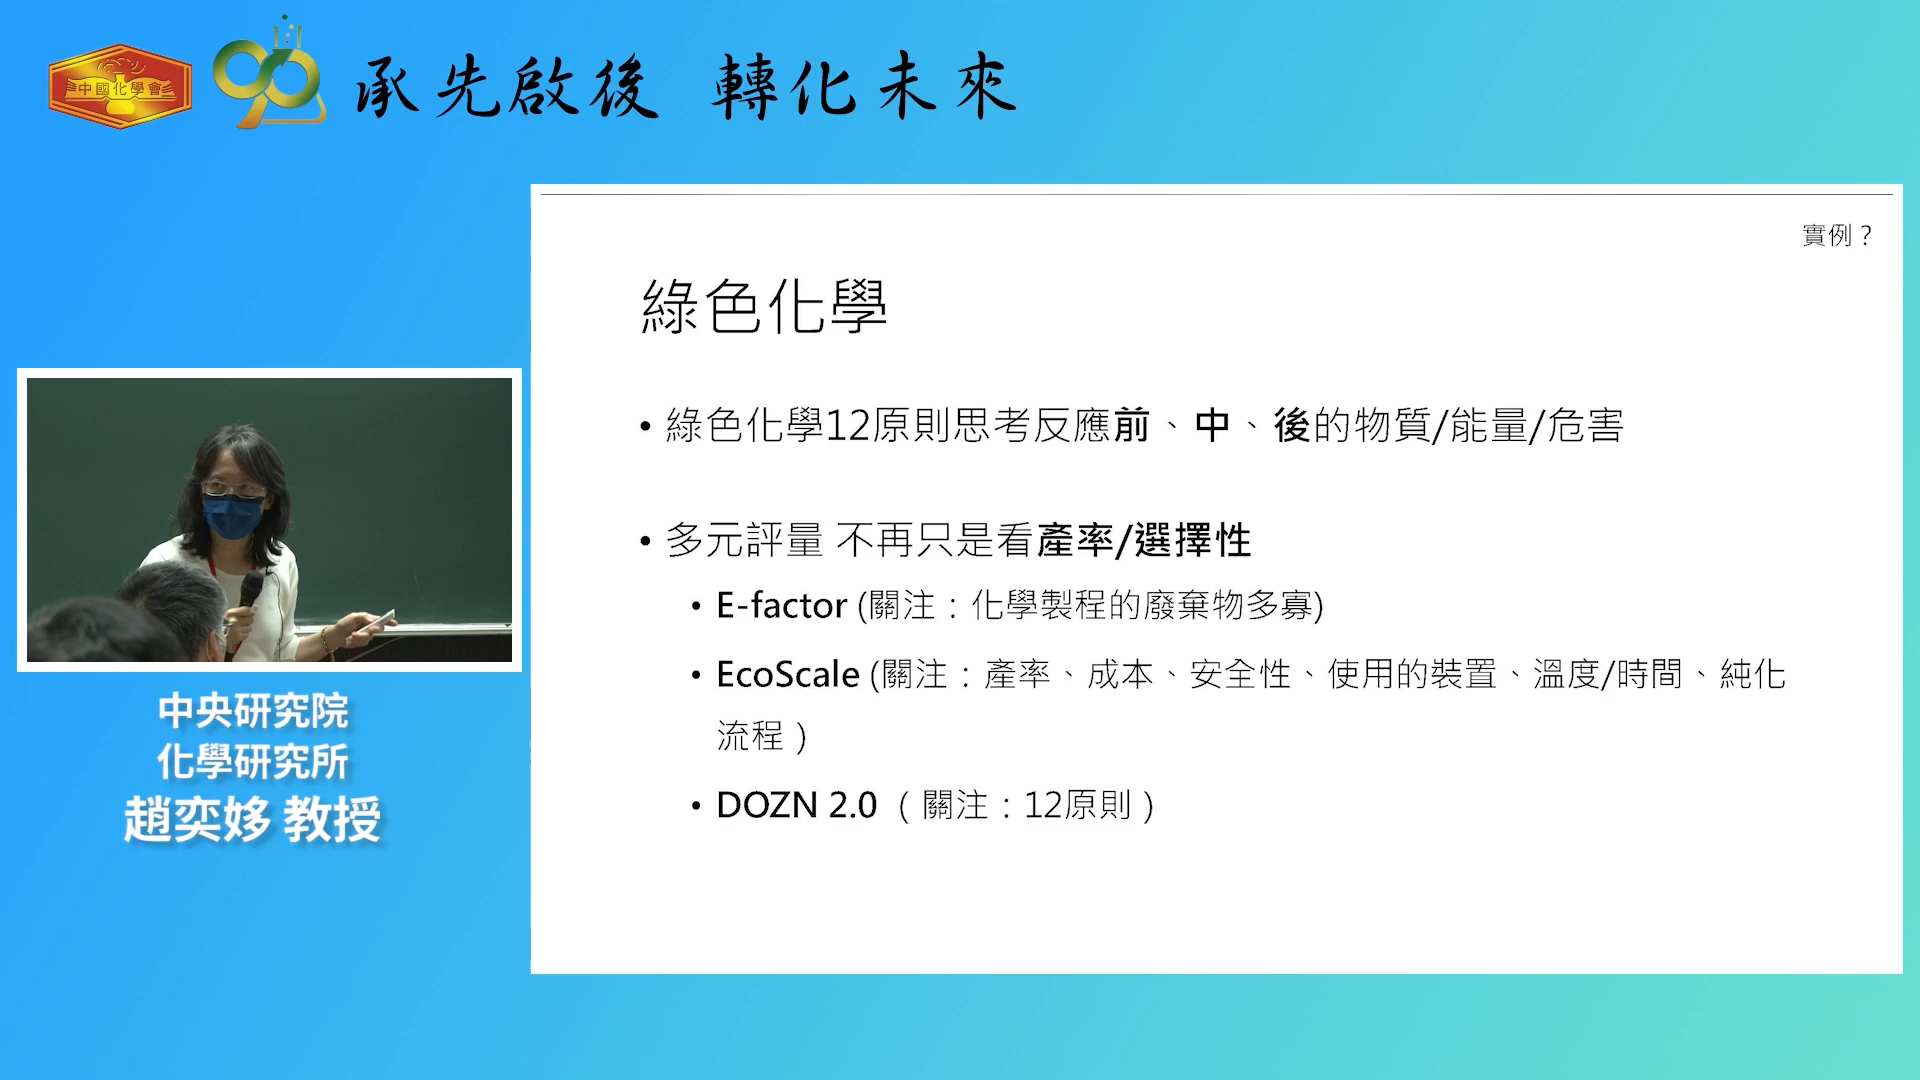 中國化學會
90
承先啟後 轉化未來
實例？
綠色化學
• 綠色化學12原則思考反應前、中、後的物質/能量/危害
• 多元評量 不再只是看產率/選擇性
• E-factor (關注：化學製程的廢棄物多寡)
• EcoScale (關注：產率、成本、安全性、使用的裝置、溫度/時間、純化
流程）
• DOZN 2.0 （關注：12原則）
中央研究院
化學研究所
趙奕姼 教授